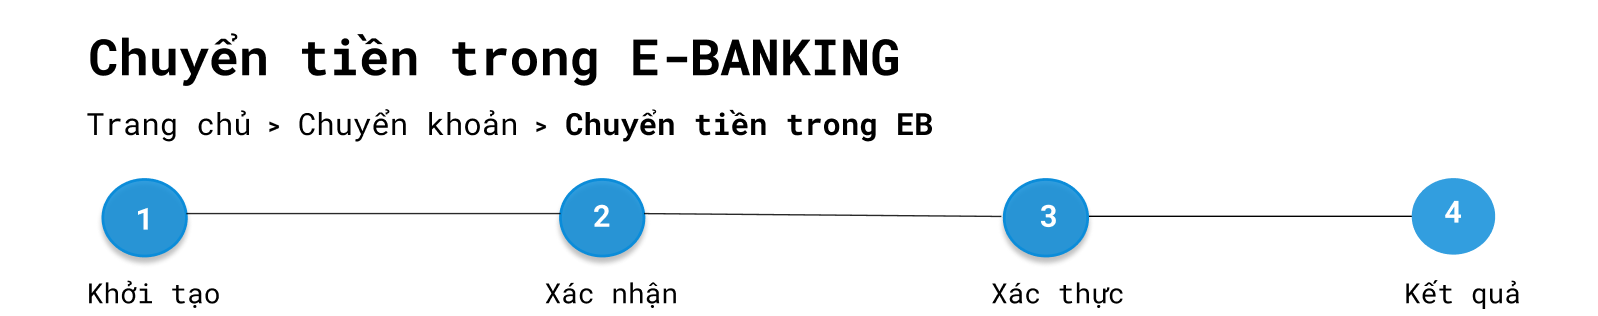 Chuyển tiền trong E-BANKING
Trang chủ > Chuyển khoản > Chuyển tiền trong EB
1 2 3 4
Khởi tạo Xác nhận Xác thực Kết quả